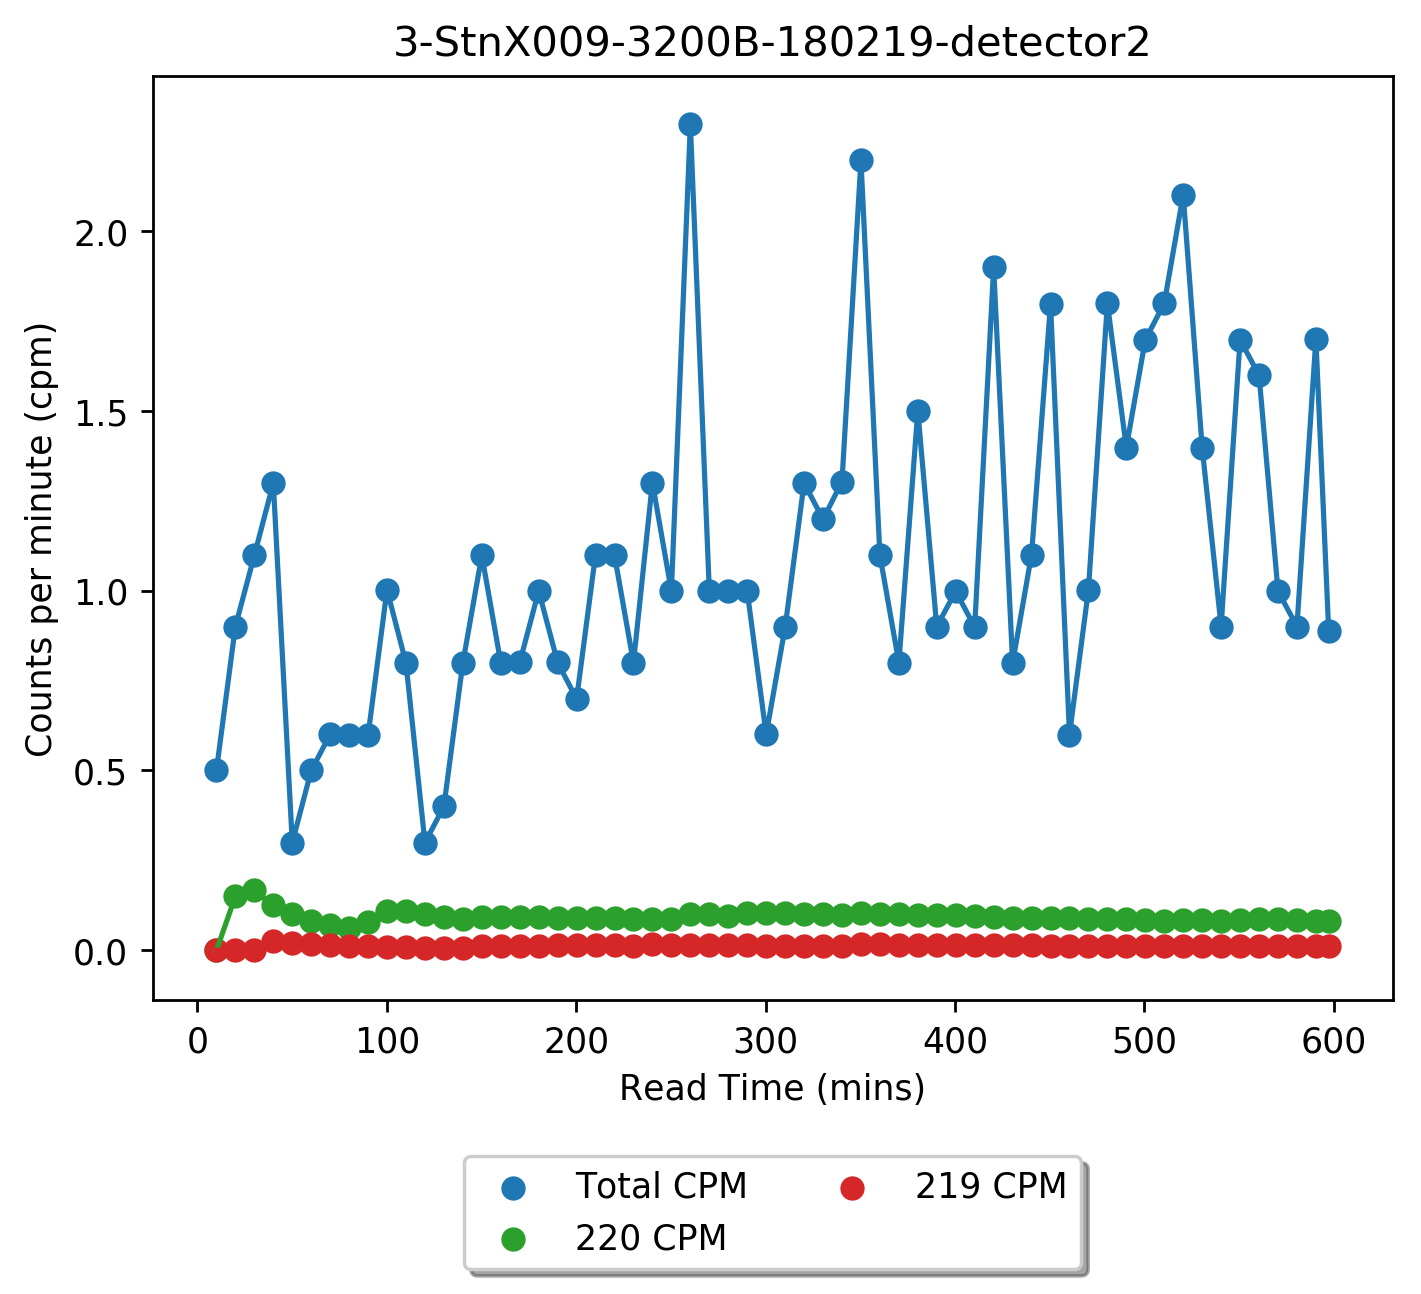 3-StnX009-3200B-180219-detector2
Counts per minute (cpm)
2.0
1.5
1.0
0.5
0.0
0 100 200 300 400 500 600
Read Time (mins)
Total CPM 219 CPM
220 CPM